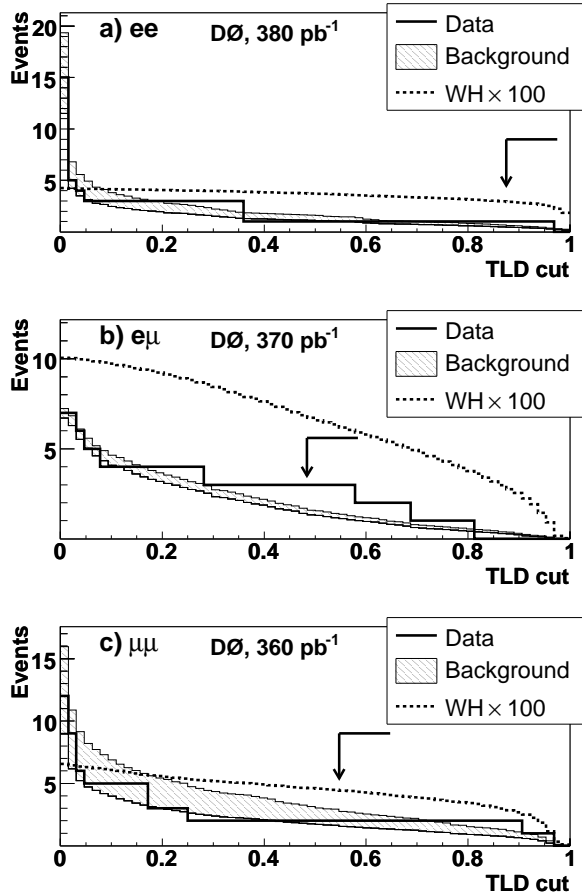 Events
20
15
10
5
a) ee
DØ, 380 pb⁻¹
Data
Background
WH × 100
0 0.2 0.4 0.6 0.8 1
TLD cut
Events
10
5
0
b) eμ
DØ, 370 pb⁻¹
Data
Background
WH × 100
0 0.2 0.4 0.6 0.8 1
TLD cut
Events
15
10
5
0
c) μμ
DØ, 360 pb⁻¹
Data
Background
WH × 100
0 0.2 0.4 0.6 0.8 1
TLD cut